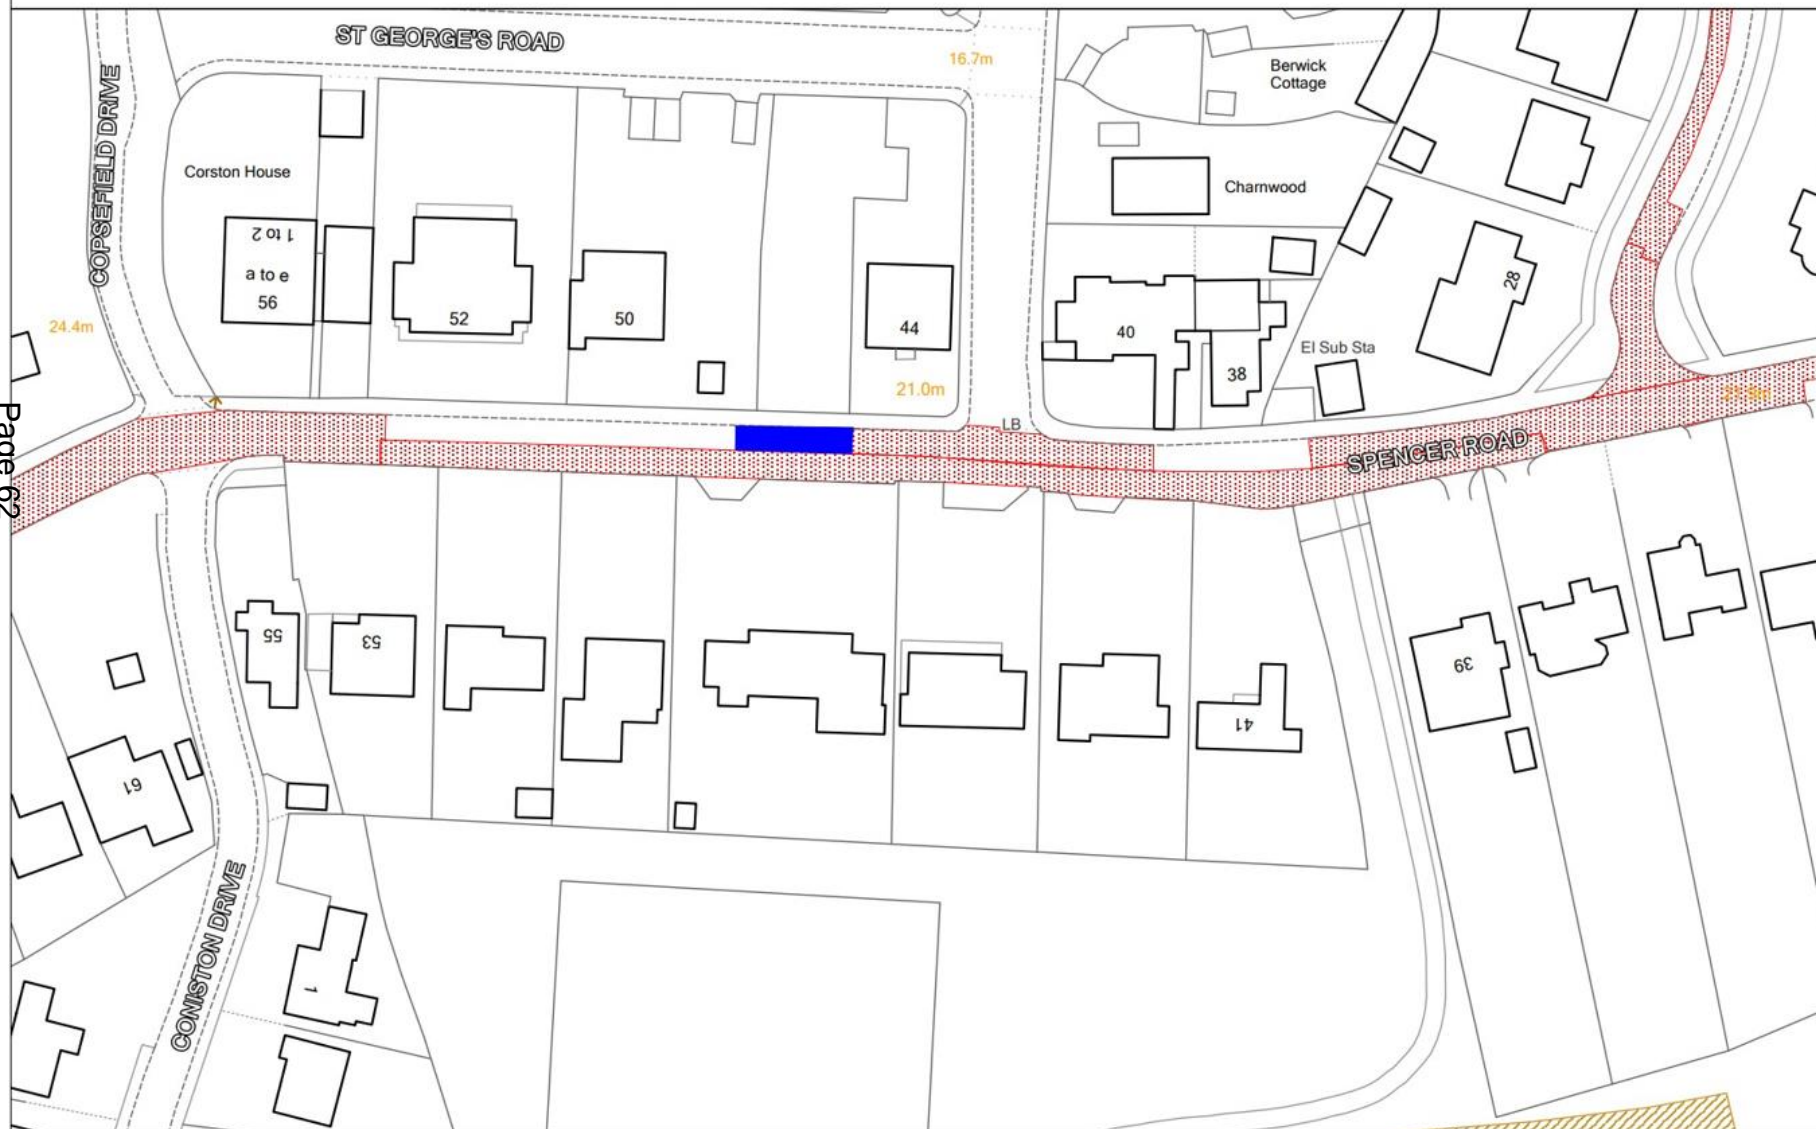 ST GEORGE'S ROAD
16.7m
Berwick
Cottage
COPSEFIELD DRIVE
Corston House
Charnwood
1 to 2
a to e
56
52
50
44
40
38
28
El Sub Sta
24.4m
21.0m
LB
SPENCER ROAD
Page 62
55
53
41
39
61
CONISTON DRIVE
1